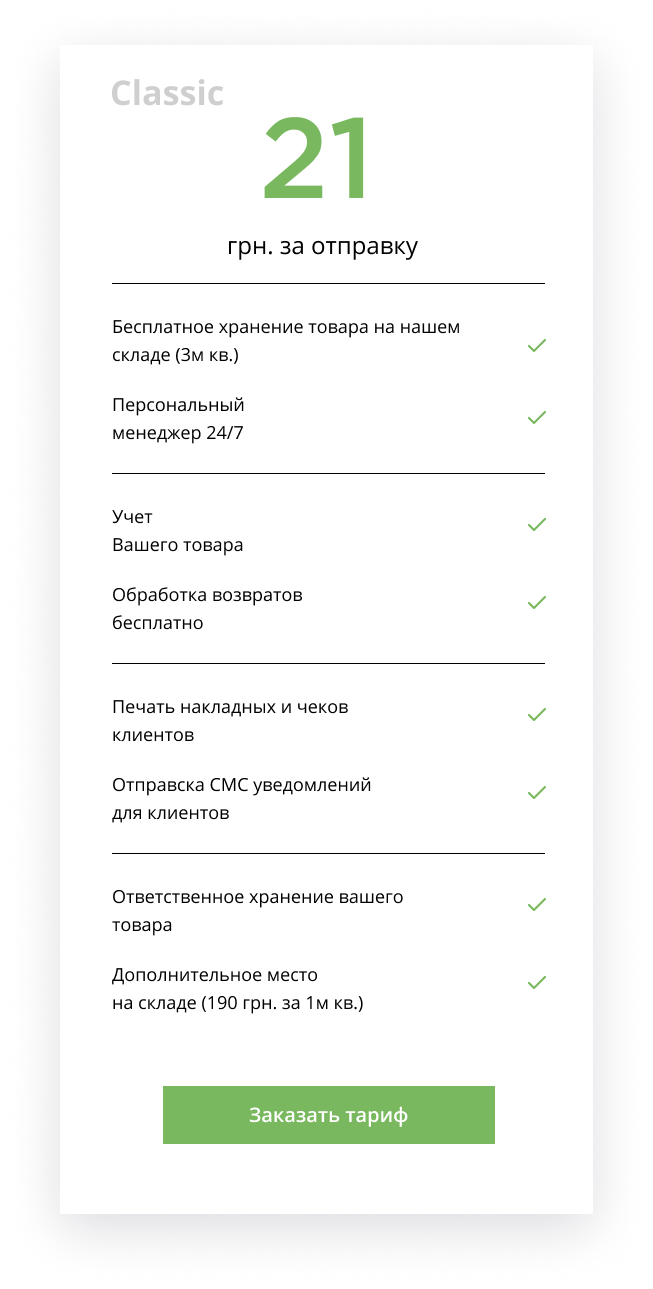 Classic
21
грн. за отправку
Бесплатное хранение товара на нашем
складе (3м кв.)
Персональный
менеджер 24/7
Учет
Вашего товара
Обработка возвратов
бесплатно
Печать накладных и чеков
клиентов
Отправска СМС уведомлений
для клиентов
Ответственное хранение вашего
товара
Дополнительное место
на складе (190 грн. за 1м кв.)
Заказать тариф